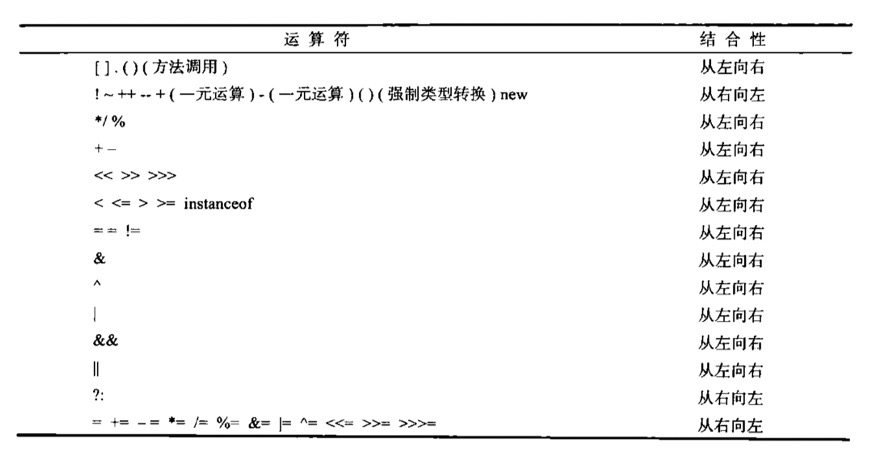 运算符 结合性
[ ] . ( ) ( 方法调用 ) 从左向右
! ~ ++ -- + ( 一元运算 ) - ( 一元运算 ) ( ) ( 强制类型转换 ) new 从右向左
* / % 从左向右
+ – 从左向右
<< >> >>> 从左向右
< <= > >= instanceof 从左向右
== != 从左向右
& 从左向右
^ 从左向右
| 从左向右
&& 从左向右
|| 从左向右
?: 从右向左
= += –= *= /= %= &= |= ^= <<= >>= >>>= 从右向左